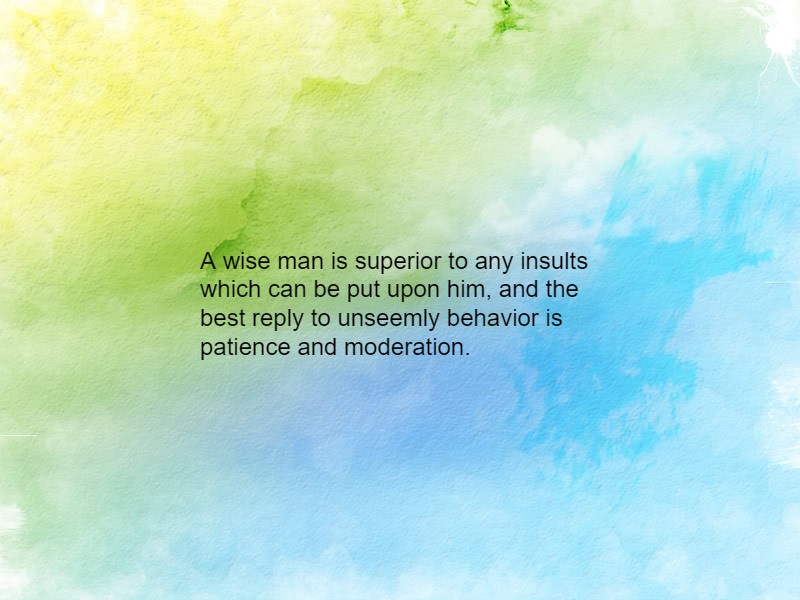 A wise man is superior to any insults
which can be put upon him, and the
best reply to unseemly behavior is
patience and moderation.